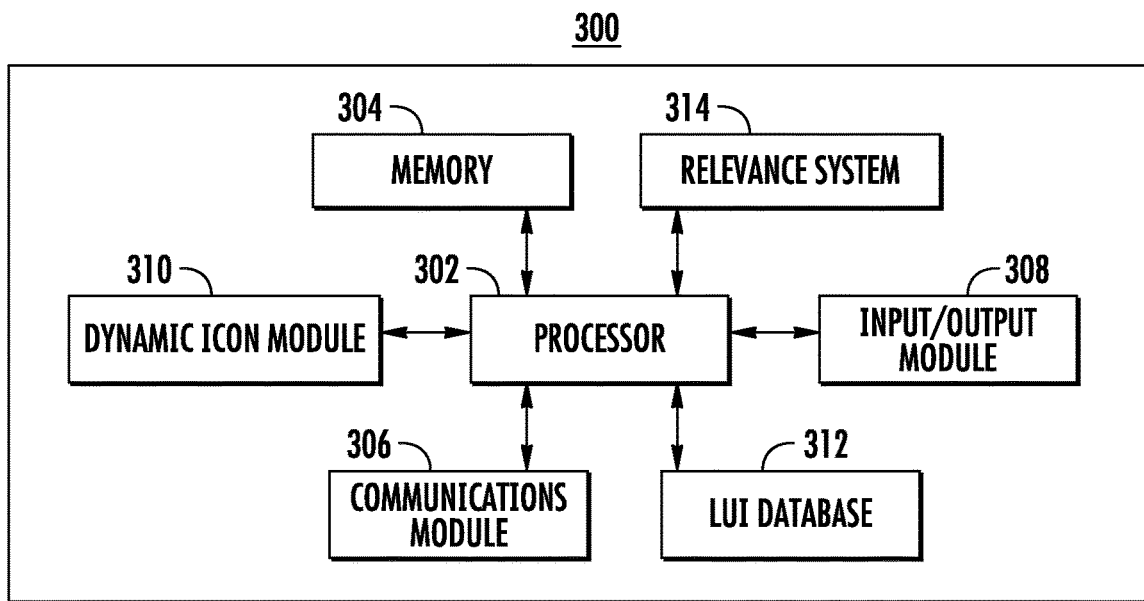 300
304
314
MEMORY
RELEVANCE SYSTEM
310
302
308
DYNAMIC ICON MODULE
PROCESSOR
INPUT/OUTPUT
MODULE
306
312
COMMUNICATIONS
MODULE
LUI DATABASE